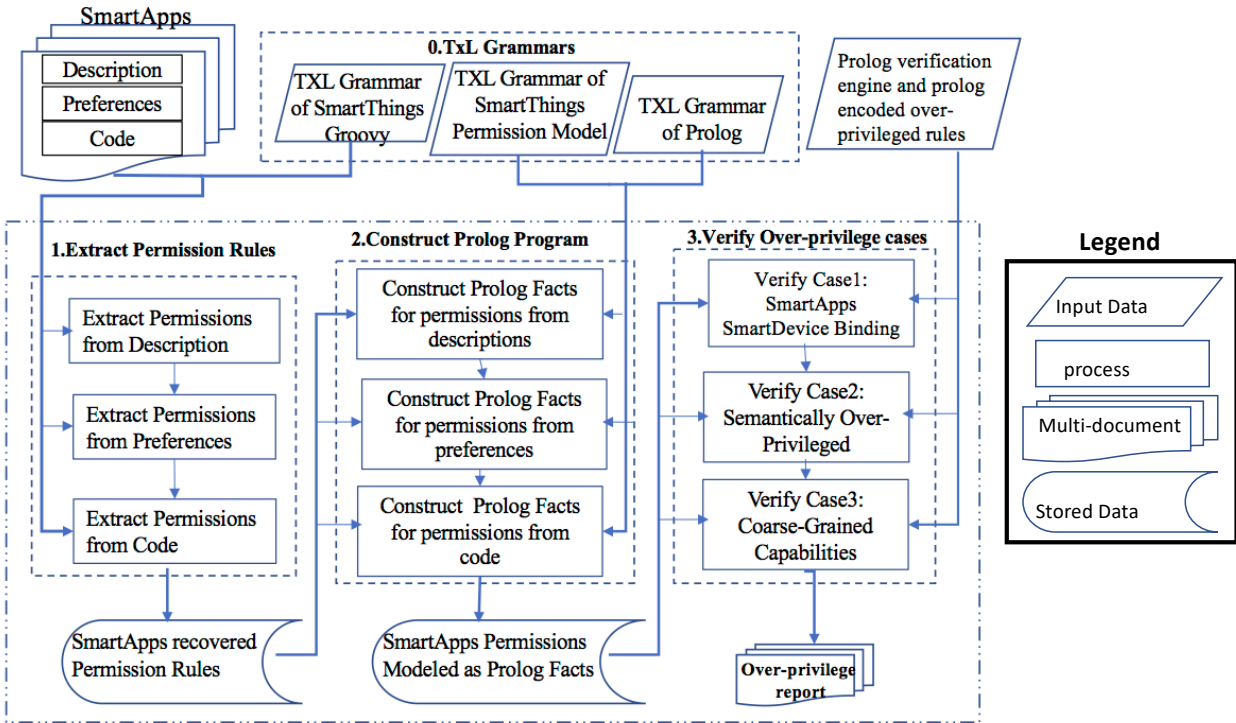 SmartApps
Description
Preferences
Code
0.TxL Grammars
TXL Grammar
of SmartThings
Groovy
TXL Grammar of
SmartThings
Permission Model
TXL Grammar
of Prolog
Prolog verification
engine and prolog
encoded over-
privileged rules
1.Extract Permission Rules
Extract Permissions
from Description
Extract Permissions
from Preferences
Extract Permissions
from Code
SmartApps recovered
Permission Rules
2.Construct Prolog Program
Construct Prolog Facts
for permissions from
descriptions
Construct Prolog Facts
for permissions from
preferences
Construct  Prolog Facts
for permissions from
code
SmartApps Permissions
Modeled as Prolog Facts
3.Verify Over-privilege cases
Verify Case1:
SmartApps
SmartDevice Binding
Verify Case2:
Semantically Over-
Privileged
Verify Case3:
Coarse-Grained
Capabilities
Over-privilege
report
Legend
Input Data
process
Multi-document
Stored Data